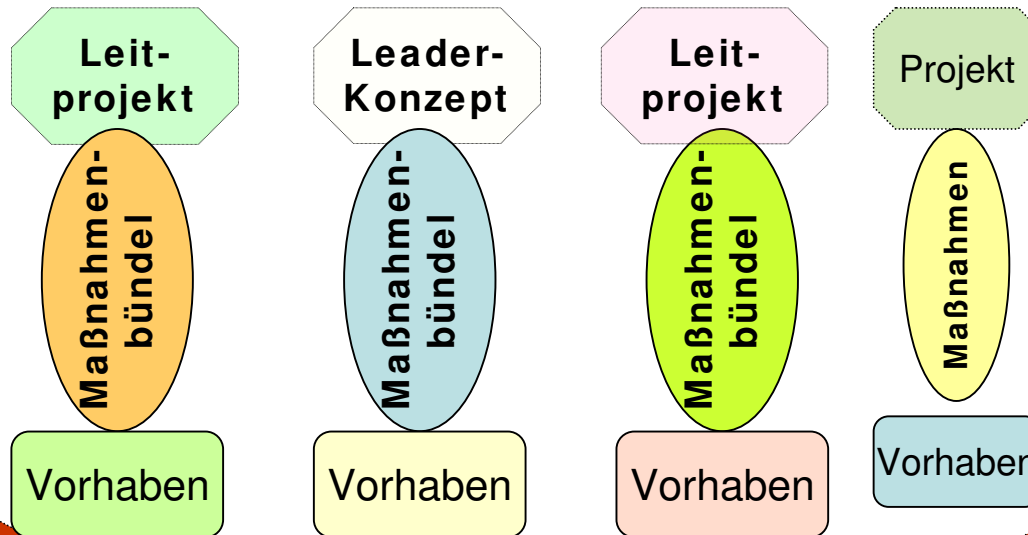 Leit-
projekt
Maßnahmen-
bündel
Vorhaben
Leader-
Konzept
Maßnahmen-
bündel
Vorhaben
Leit-
projekt
Maßnahmen-
bündel
Vorhaben
Projekt
Maßnahmen
Vorhaben